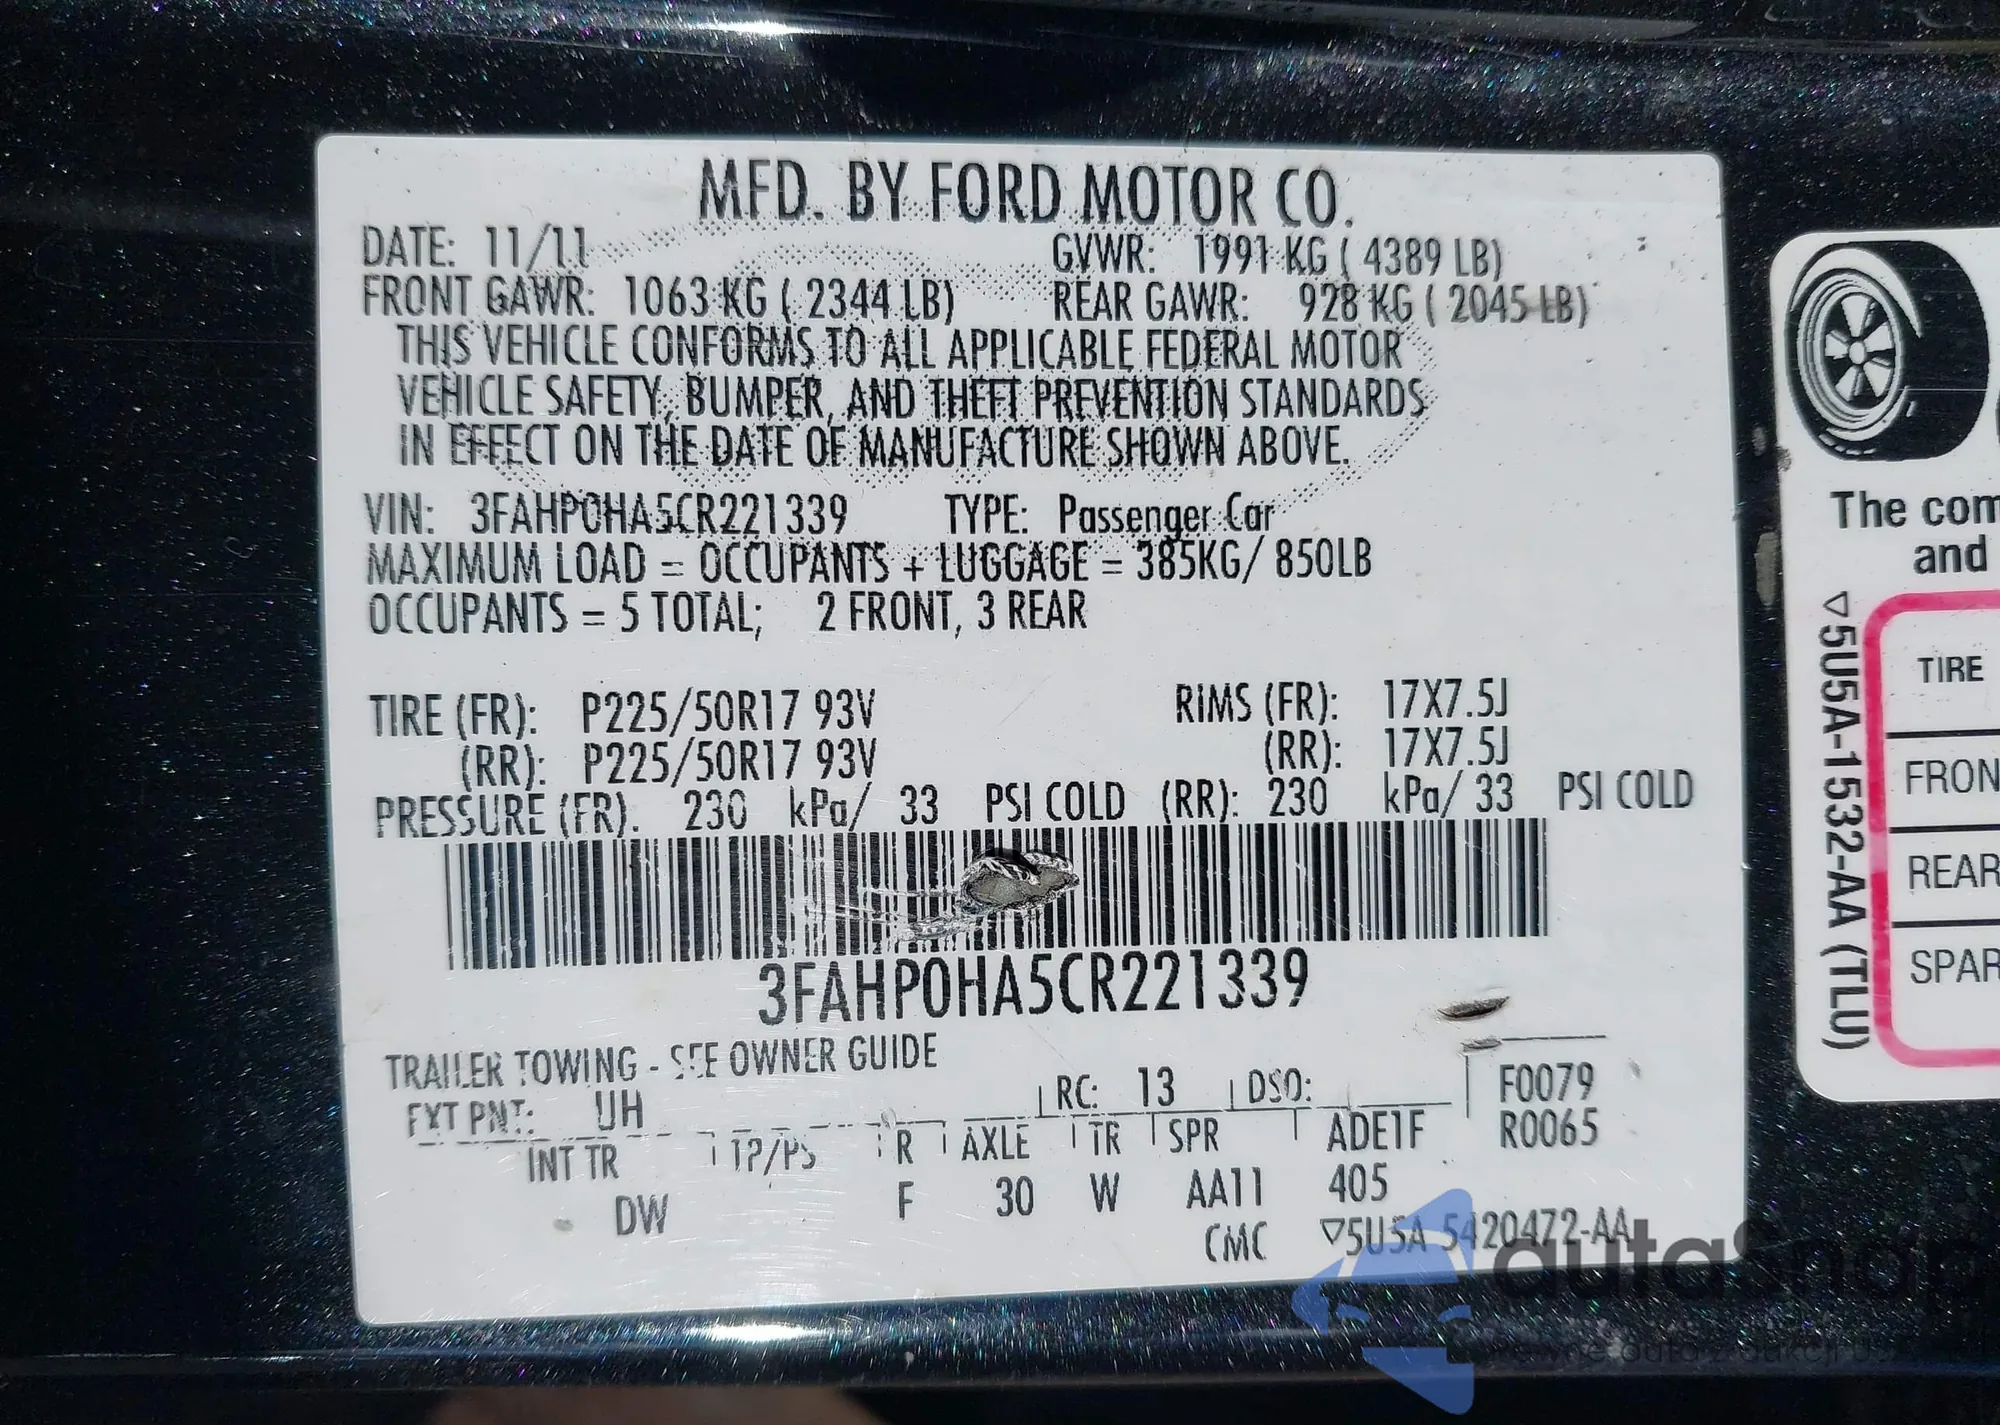 MFD. BY FORD MOTOR CO.
DATE: 11/11 GVWR: 1991 KG ( 4389 LB)
FRONT GAWR: 1063 KG ( 2344 LB) REAR GAWR: 928 KG ( 2045 LB)
THIS VEHICLE CONFORMS TO ALL APPLICABLE FEDERAL MOTOR
VEHICLE SAFETY, BUMPER, AND THEFT PREVENTION STANDARDS
IN EFFECT ON THE DATE OF MANUFACTURE SHOWN ABOVE.
VIN: 3FAHP0HA5CR221339 TYPE: Passenger Car
MAXIMUM LOAD = OCCUPANTS + LUGGAGE = 385KG/ 850LB
OCCUPANTS = 5 TOTAL; 2 FRONT, 3 REAR
TIRE (FR): P225/50R17 93V RIMS (FR): 17X7.5J
(RR): P225/50R17 93V (RR): 17X7.5J
PRESSURE (FR). 230 kPa/ 33 PSI COLD (RR): 230 kPa/ 33 PSI COLD
3FAHP0HA5CR221339
TRAILER TOWING - SEE OWNER GUIDE
EXT PNT: UH RC: 13 DSO: F0079
R0065
INT TR TP/PS R AXLE TR SPR ADE1F
DW F 30 W AA11 405
CMC ▽5U5A 5420472-AA
The com
and
▽5U5A-1532-AA (TLU)
TIRE
FRON
REAR
SPAR
autaShop